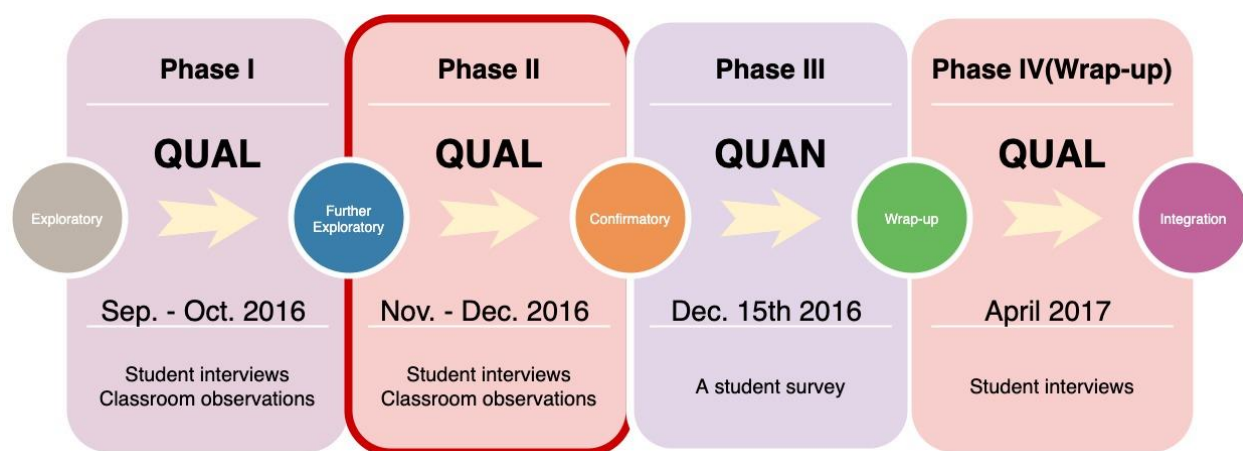 Phase I
Phase II
Phase III
Phase IV(Wrap-up)
QUAL
QUAL
QUAN
QUAL
Exploratory
Further
Exploratory
Confirmatory
Wrap-up
Integration
Sep. - Oct. 2016
Nov. - Dec. 2016
Dec. 15th 2016
April 2017
Student interviews
Classroom observations
Student interviews
Classroom observations
A student survey
Student interviews